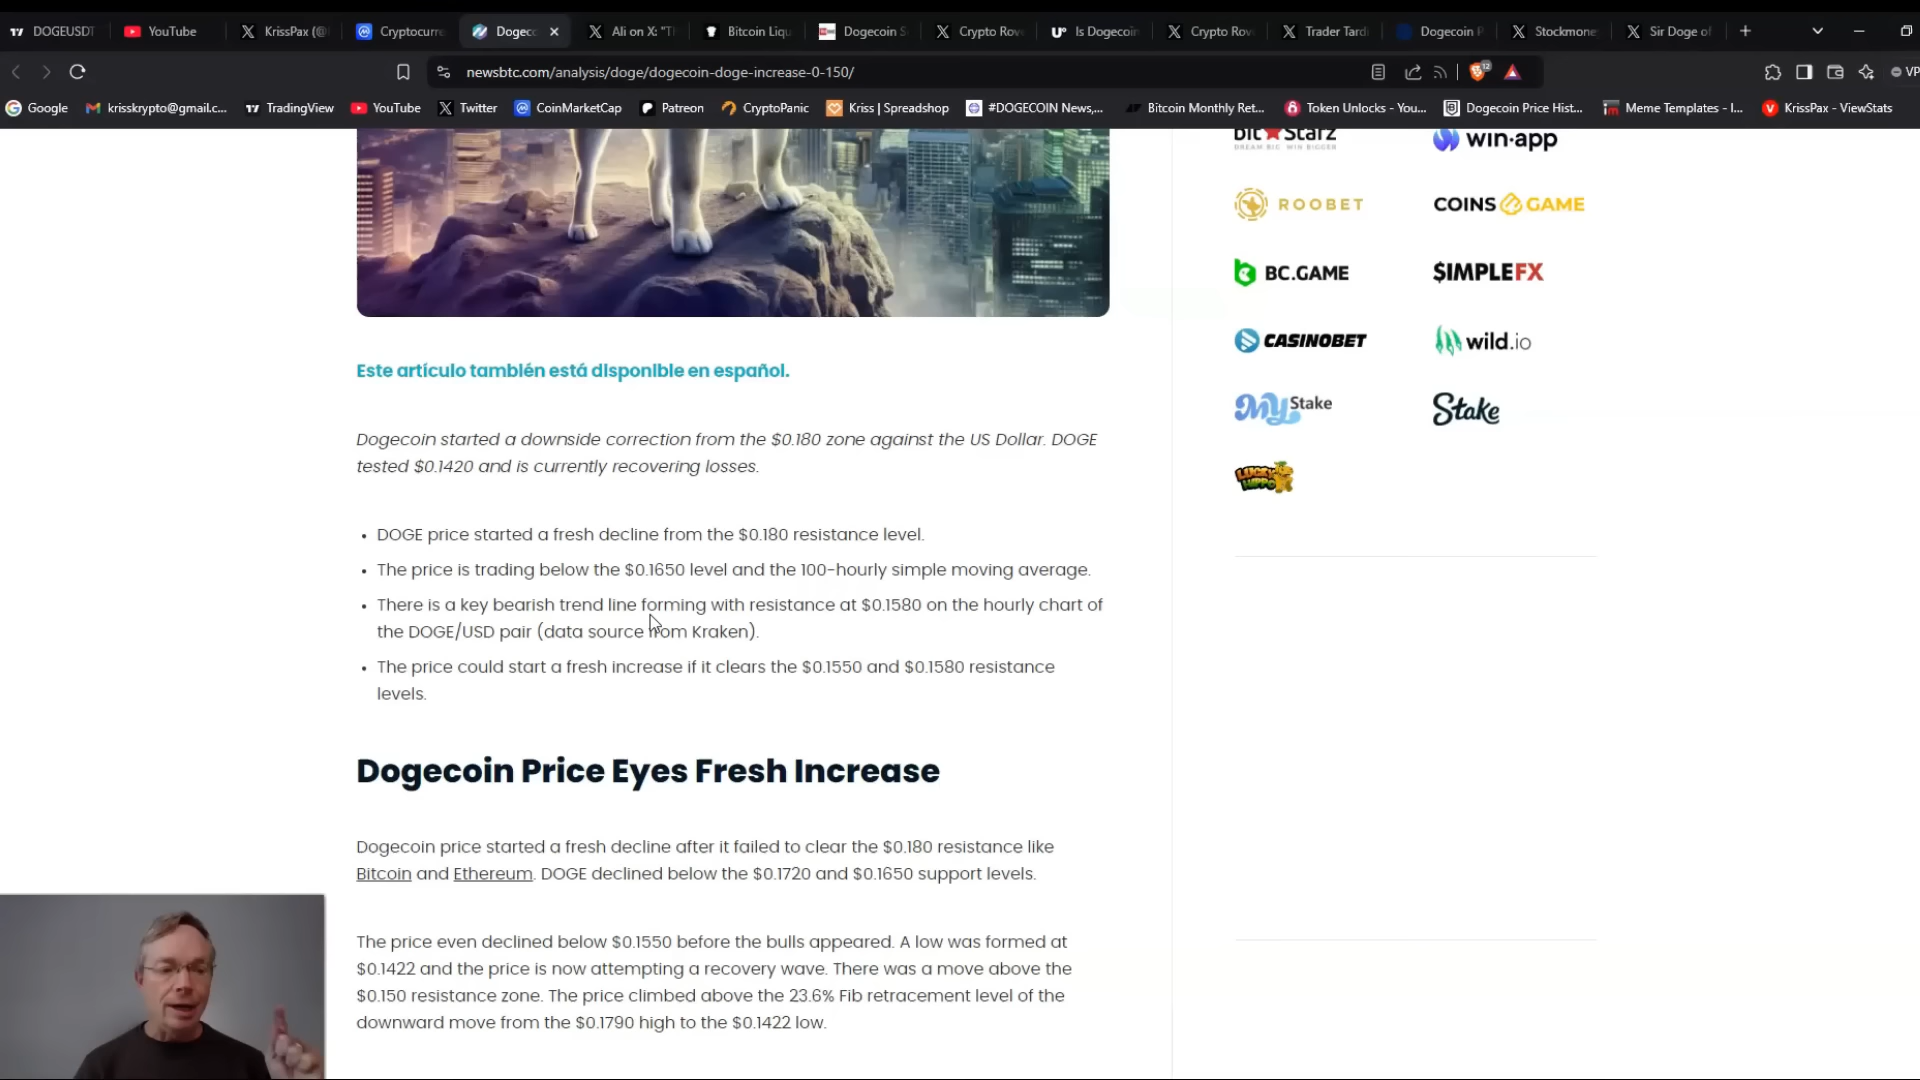 DOGEUSDT
YouTube
KrissPax (@
Cryptocurre
Dogeco
Ali on X: "T
Bitcoin Liqu
Dogecoin S
Crypto Rov
Is Dogecoin
Crypto Rov
Trader Tardi
Dogecoin P
Stockmone
Sir Doge of
newsbtc.com/analysis/doge/dogecoin-doge-increase-0-150/
12
VP
Google
krisskrypto@gmail.c...
TradingView
YouTube
Twitter
CoinMarketCap
Patreon
CryptoPanic
Kriss | Spreadshop
#DOGECOIN News,...
Bitcoin Monthly Ret...
Token Unlocks - You...
Dogecoin Price Hist...
Meme Templates - I...
KrissPax - ViewStats
bitStarz
DREAM BIG. WIN BIGGER
win·app
ROOBET
COINS GAME
BC.GAME
$IMPLEFX
CASINOBET
wild.io
My Stake
Stake
LUCKY HIPPO
Este artículo también está disponible en español.
Dogecoin started a downside correction from the $0.180 zone against the US Dollar. DOGE
tested $0.1420 and is currently recovering losses.
• DOGE price started a fresh decline from the $0.180 resistance level.
• The price is trading below the $0.1650 level and the 100-hourly simple moving average.
• There is a key bearish trend line forming with resistance at $0.1580 on the hourly chart of
the DOGE/USD pair (data source from Kraken).
• The price could start a fresh increase if it clears the $0.1550 and $0.1580 resistance
levels.
Dogecoin Price Eyes Fresh Increase
Dogecoin price started a fresh decline after it failed to clear the $0.180 resistance like
Bitcoin and Ethereum. DOGE declined below the $0.1720 and $0.1650 support levels.
The price even declined below $0.1550 before the bulls appeared. A low was formed at
$0.1422 and the price is now attempting a recovery wave. There was a move above the
$0.150 resistance zone. The price climbed above the 23.6% Fib retracement level of the
downward move from the $0.1790 high to the $0.1422 low.